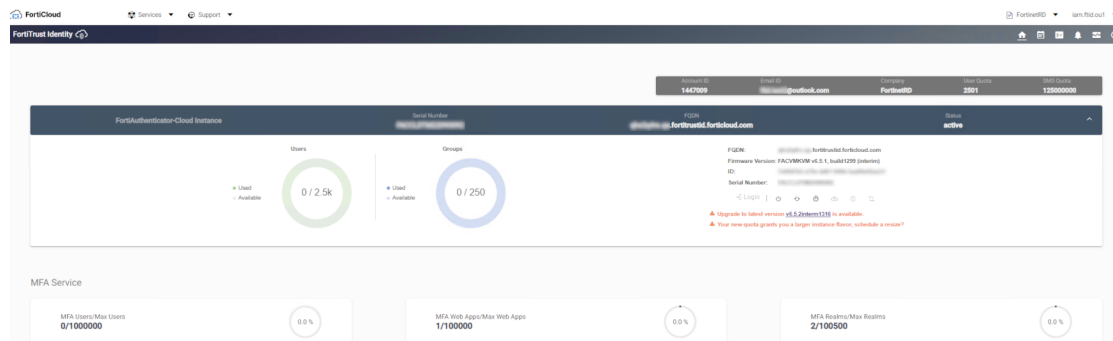 FortiCloud
Services
Support
FortinetRD
iam.ftid.ou1
FortiTrust Identity
Account ID
1447009
Email ID
@outlook.com
Company
FortinetRD
User Quota
2501
SMS Quota
125000000
FortiAuthenticator-Cloud Instance
Serial Number
FQDN
.fortitrustid.forticloud.com
Status
active
Users
Used
Available
0 / 2.5k
Groups
Used
Available
0 / 250
FQDN: .fortitrustid.forticloud.com
Firmware Version: FACVMKVM v6.5.1, build1299 (interim)
ID:
Serial Number:
Login
Upgrade to latest version v6.5.2interm1316 is available.
Your new quota grants you a larger instance flavor, schedule a resize?
MFA Service
MFA Users/Max Users
0/1000000
0.0 %
MFA Web Apps/Max Web Apps
1/100000
0.0 %
MFA Realms/Max Realms
2/100500
0.0 %